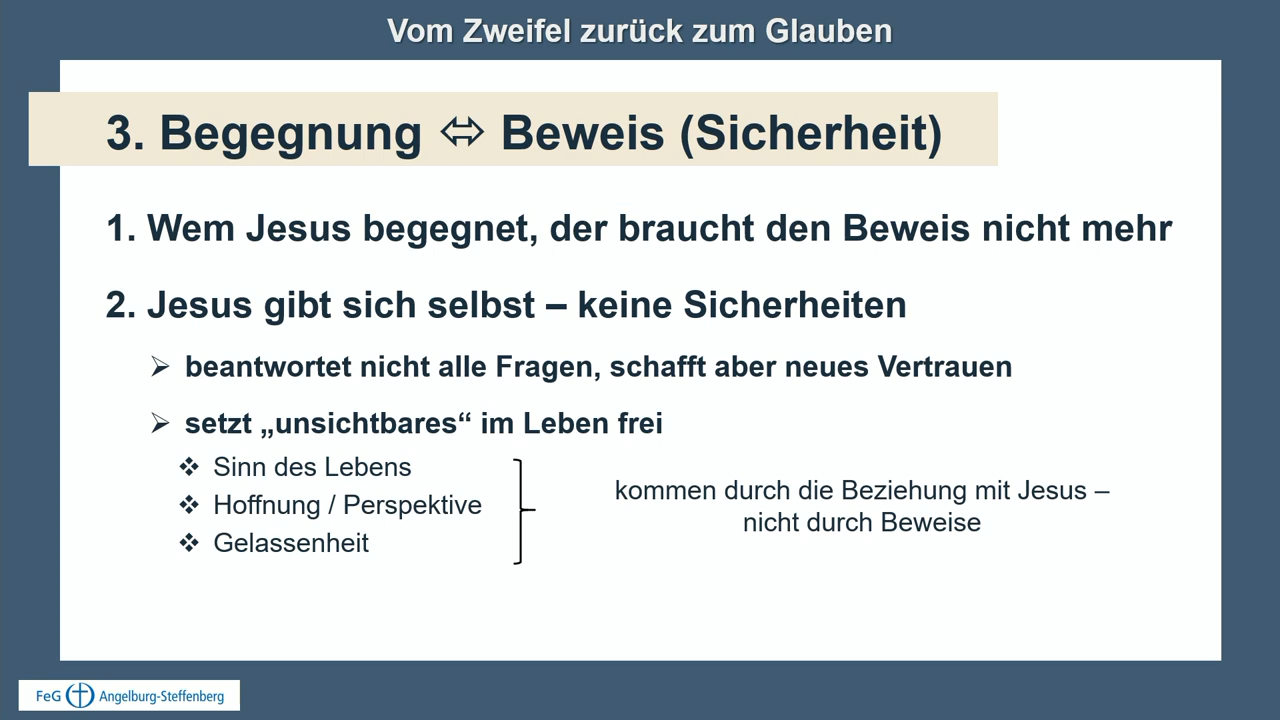 Vom Zweifel zurück zum Glauben
3. Begegnung ⬄ Beweis (Sicherheit)
1. Wem Jesus begegnet, der braucht den Beweis nicht mehr
2. Jesus gibt sich selbst – keine Sicherheiten
➢ beantwortet nicht alle Fragen, schafft aber neues Vertrauen
➢ setzt „unsichtbares“ im Leben frei
❖ Sinn des Lebens
❖ Hoffnung / Perspektive
❖ Gelassenheit
kommen durch die Beziehung mit Jesus –
nicht durch Beweise
FeG Angelburg-Steffenberg